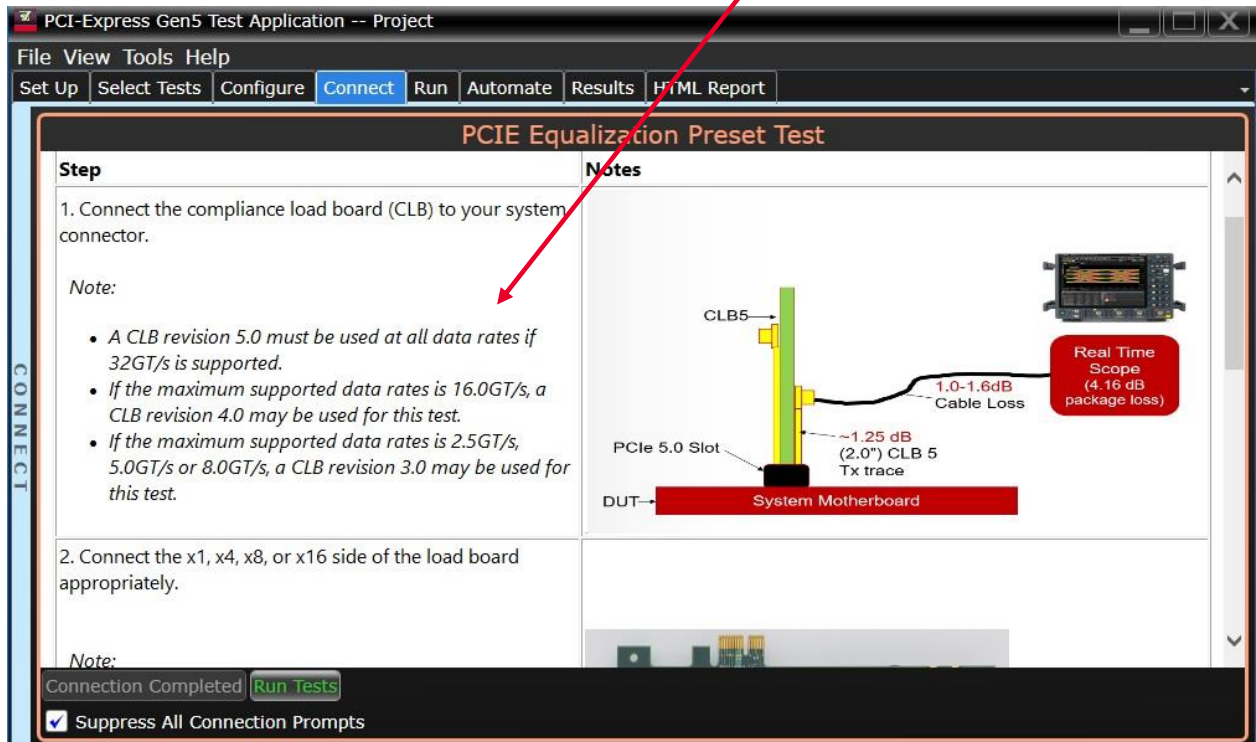 PCI-Express Gen5 Test Application -- Project
File View Tools Help
Set Up Select Tests Configure Connect Run Automate Results HTML Report
PCIE Equalization Preset Test
CONNECT
Step
1. Connect the compliance load board (CLB) to your system
connector.
Note:
• A CLB revision 5.0 must be used at all data rates if
32GT/s is supported.
• If the maximum supported data rates is 16.0GT/s, a
CLB revision 4.0 may be used for this test.
• If the maximum supported data rates is 2.5GT/s,
5.0GT/s or 8.0GT/s, a CLB revision 3.0 may be used for
this test.
Notes
CLB5
Real Time
Scope
(4.16 dB
package loss)
1.0-1.6dB
Cable Loss
~1.25 dB
(2.0") CLB 5
Tx trace
PCIe 5.0 Slot
DUT
System Motherboard
2. Connect the x1, x4, x8, or x16 side of the load board
appropriately.
Note:
Connection Completed Run Tests
Suppress All Connection Prompts